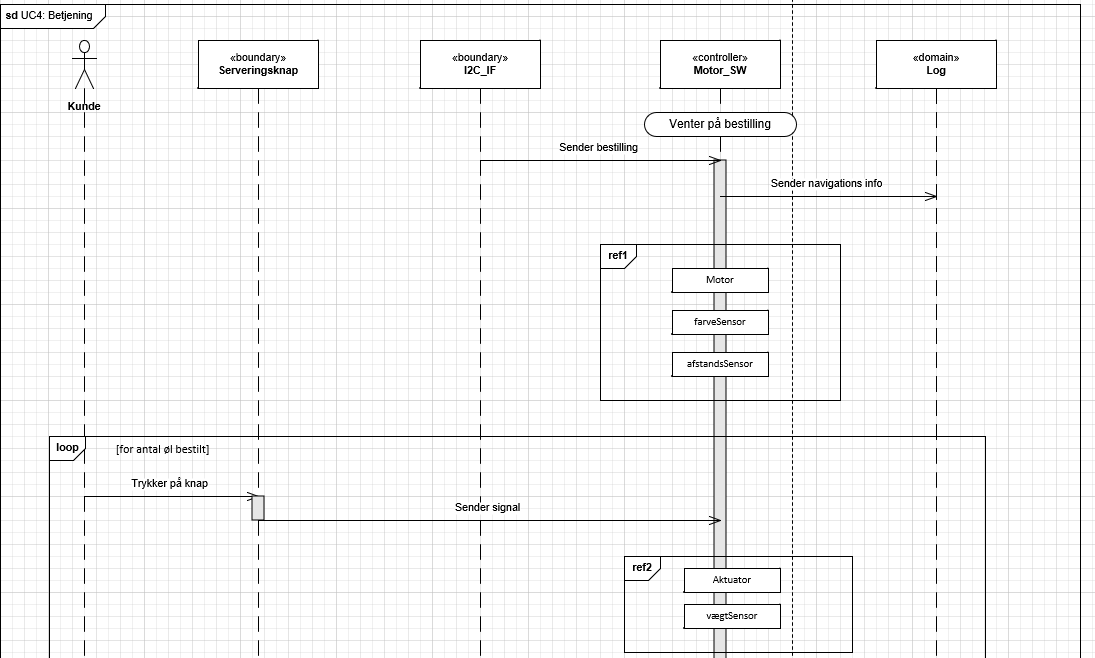 sd UC4: Betjening
Kunde
«boundary»
Serveringsknap
«boundary»
I2C_IF
«controller»
Motor_SW
«domain»
Log
Venter på bestilling
Sender bestilling
Sender navigations info
ref1
Motor
farveSensor
afstandsSensor
loop
[for antal øl bestilt]
Trykker på knap
Sender signal
ref2
Aktuator
vægtSensor